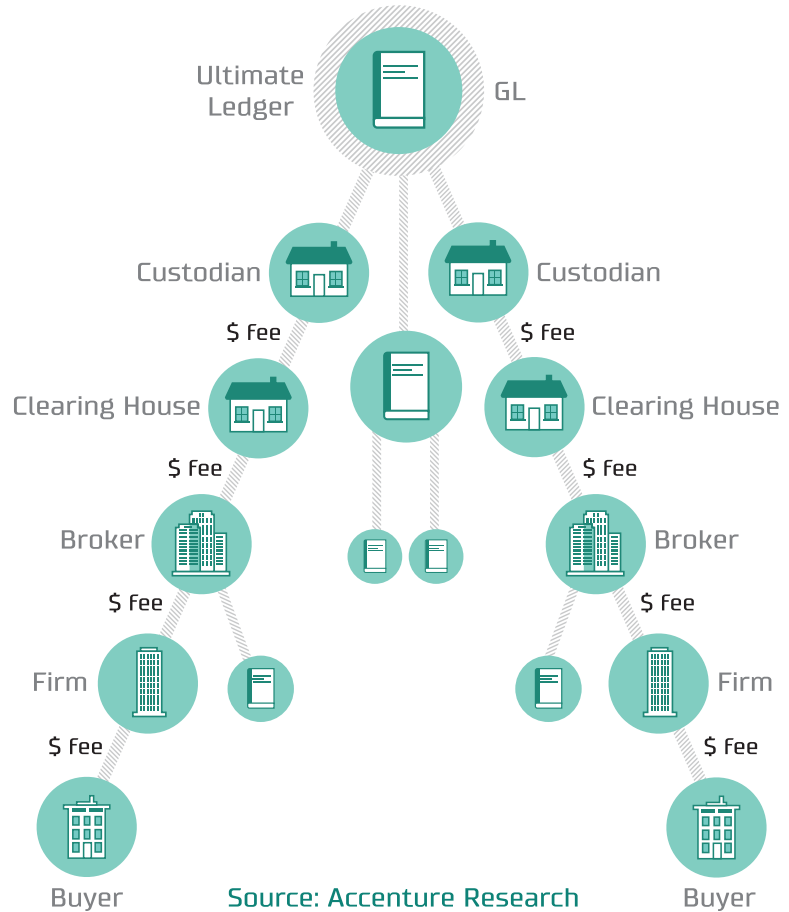 Ultimate
Ledger
GL
Custodian
Custodian
$ Fee
$ Fee
Clearing House
Clearing House
$ Fee
$ Fee
Broker
Broker
$ Fee
$ Fee
Firm
Firm
$ Fee
$ Fee
Buyer
Source: Accenture Research
Buyer